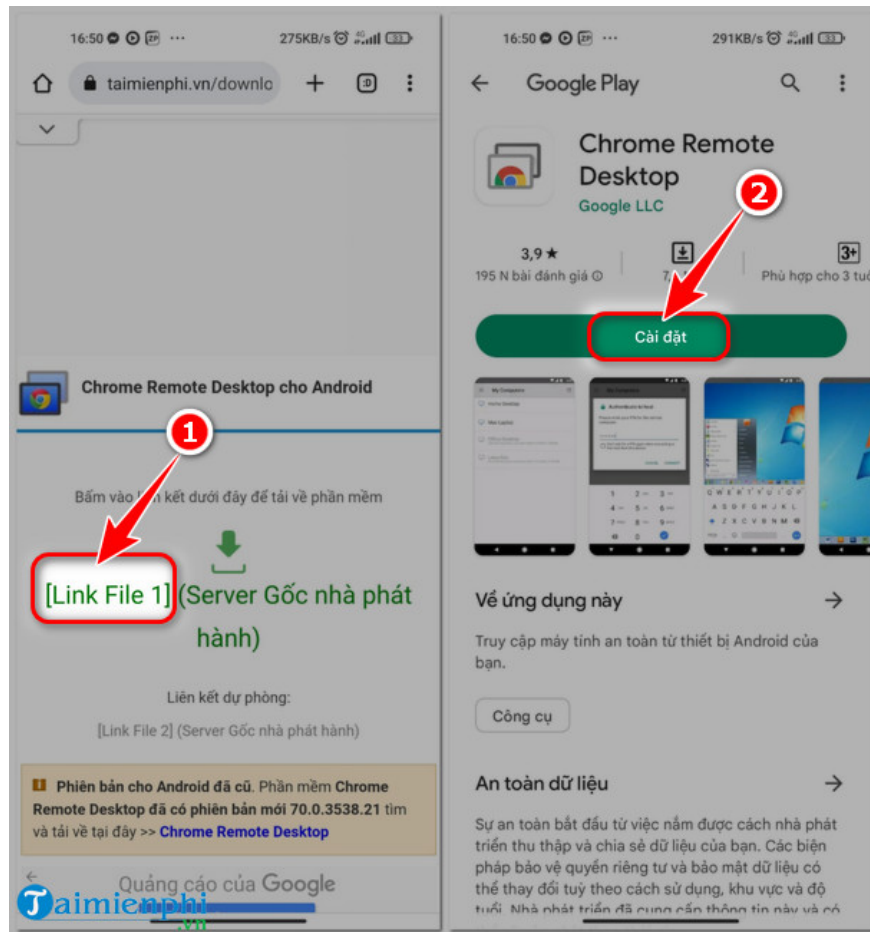 16:50 ZP ... 275KB/s 4G 33
taimienphi.vn/downlo + :D
Chrome Remote Desktop cho Android
1
Bấm vào kết dưới đây để tải về phần mềm
[Link File 1] (Server Gốc nhà phát
hành)
Liên kết dự phòng:
[Link File 2] (Server Gốc nhà phát hành)
Phiên bản cho Android đã cũ. Phần mềm Chrome
Remote Desktop đã có phiên bản mới 70.0.3538.21 tìm
và tải về tại đây >> Chrome Remote Desktop
Quảng cáo của Google
Taimienphi
.vn
16:50 ZP ... 291KB/s 4G 33
Google Play
Chrome Remote
Desktop
Google LLC
2
3,9 ★ 3+
195 N bài đánh giá Phù hợp cho 3 tuổ
Cài đặt
Về ứng dụng này
Truy cập máy tính an toàn từ thiết bị Android của
bạn.
Công cụ
An toàn dữ liệu
Sự an toàn bắt đầu từ việc nắm được cách nhà phát
triển thu thập và chia sẻ dữ liệu của bạn. Các biện
pháp bảo vệ quyền riêng tư và bảo mật dữ liệu có
thể thay đổi tuỳ theo cách sử dụng, khu vực và độ
tuổi. Nhà phát triển đã cung cấp thông tin này và có